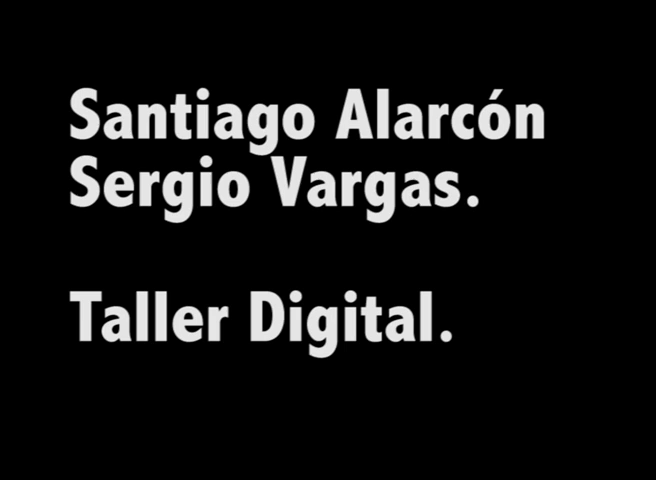 Santiago Alarcón
Sergio Vargas.
Taller Digital.